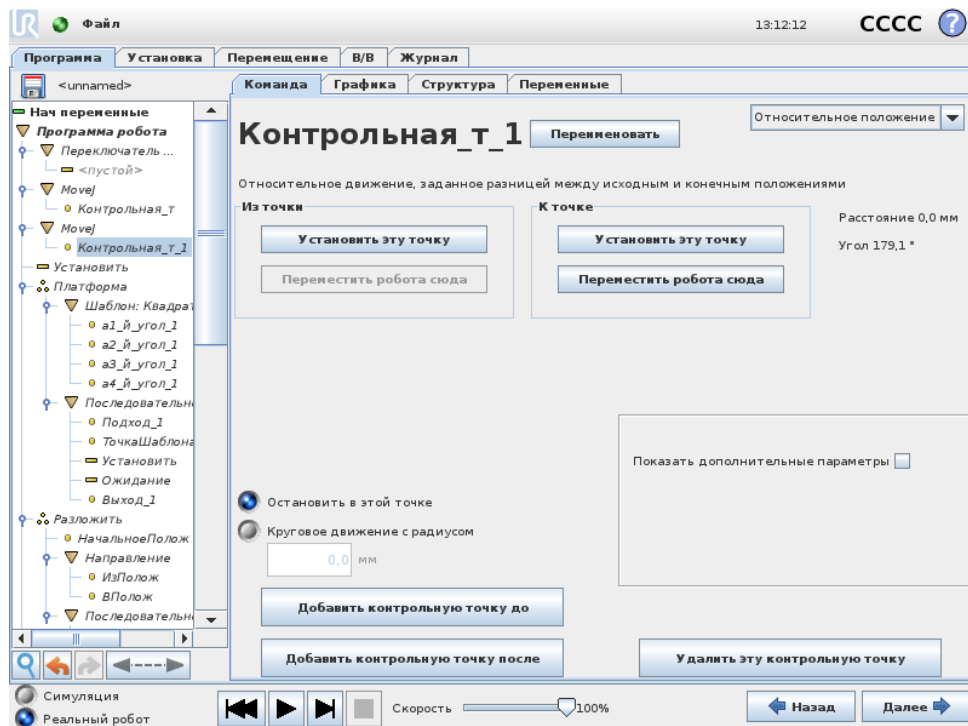 UR Файл 13:12:12 CCCC ?
Программа Установка Перемещение В/В Журнал
<unnamed>
Команда Графика Структура Переменные
Нач переменные
Программа робота
Переключатель ...
<пустой>
MoveJ
Контрольная_т
MoveJ
Контрольная_т_1
Установить
Платформа
Шаблон: Квадрат
a1_й_угол_1
a2_й_угол_1
a3_й_угол_1
a4_й_угол_1
Последовательн
Подход_1
ТочкаШаблона
Установить
Ожидание
Выход_1
Разложить
НачальноеПолож
Направление
ИзПолож
ВПолож
Последовательн
Контрольная_т_1 Переименовать
Относительное положение
Относительное движение, заданное разницей между исходным и конечным положениями
Из точки
Установить эту точку
Переместить робота сюда
К точке
Установить эту точку
Переместить робота сюда
Расстояние 0,0 мм
Угол 179,1 °
Показать дополнительные параметры
Остановить в этой точке
Круговое движение с радиусом
0,0 мм
Добавить контрольную точку до
Добавить контрольную точку после
Удалить эту контрольную точку
Симуляция
Реальный робот
Скорость 100%
Назад Далее